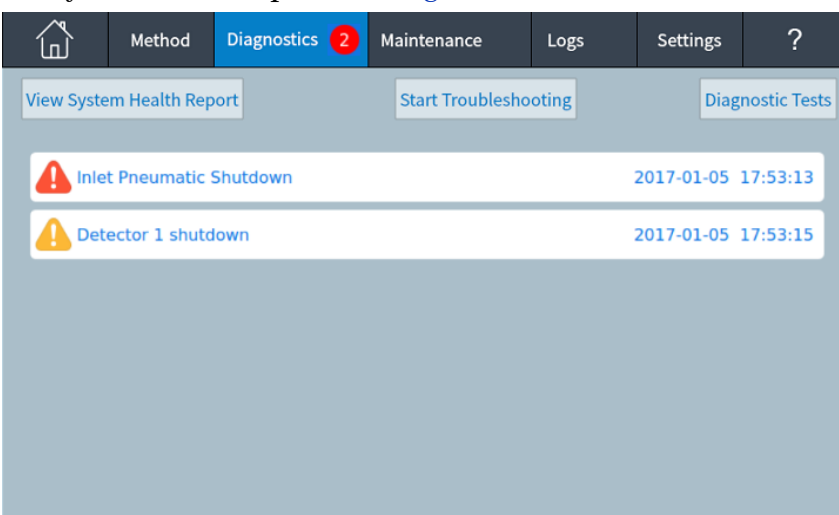 Method Diagnostics 2 Maintenance Logs Settings ?
View System Health Report Start Troubleshooting Diagnostic Tests
Inlet Pneumatic Shutdown 2017-01-05 17:53:13
Detector 1 shutdown 2017-01-05 17:53:15